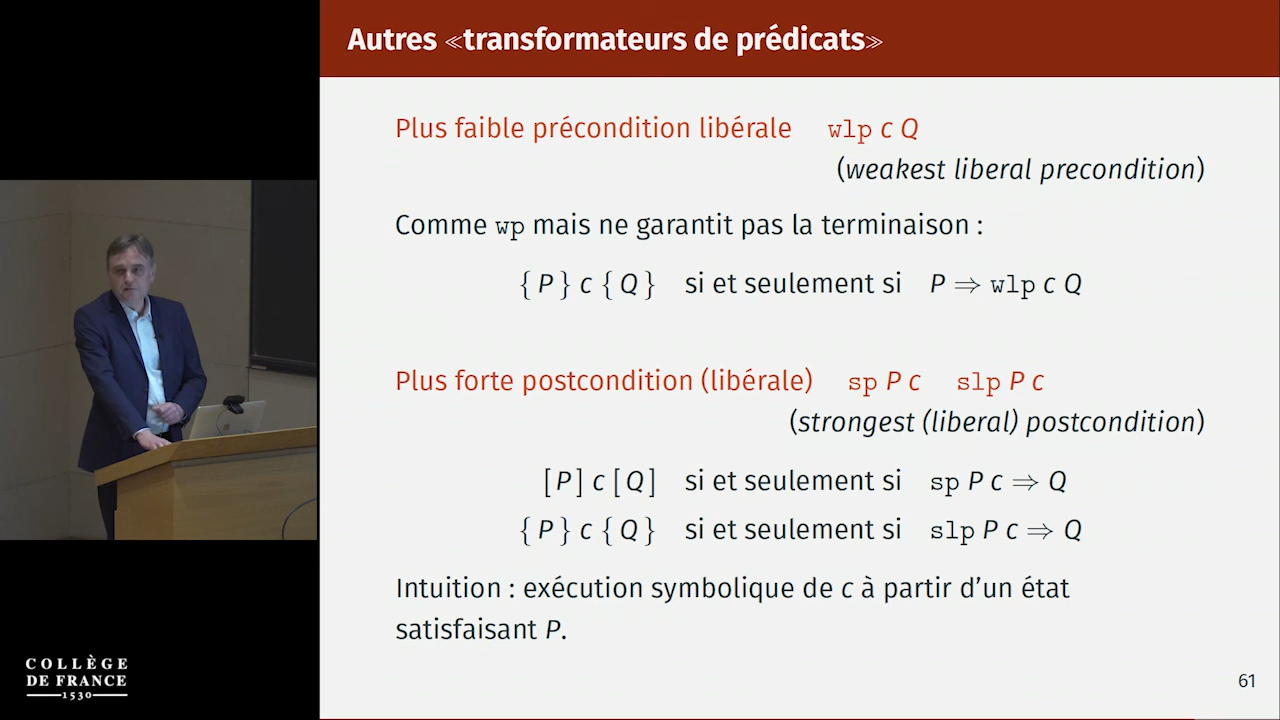 Autres «transformateurs de prédicats»
Plus faible précondition libérale wlp c Q
(weakest liberal precondition)
Comme wp mais ne garantit pas la terminaison :
{ P } c { Q } si et seulement si P ⇒ wlp c Q
Plus forte postcondition (libérale) sp P c slp P c
(strongest (liberal) postcondition)
[ P ] c [ Q ] si et seulement si sp P c ⇒ Q
{ P } c { Q } si et seulement si slp P c ⇒ Q
Intuition : exécution symbolique de c à partir d’un état
satisfaisant P.
COLLÈGE
DE FRANCE
1530
61